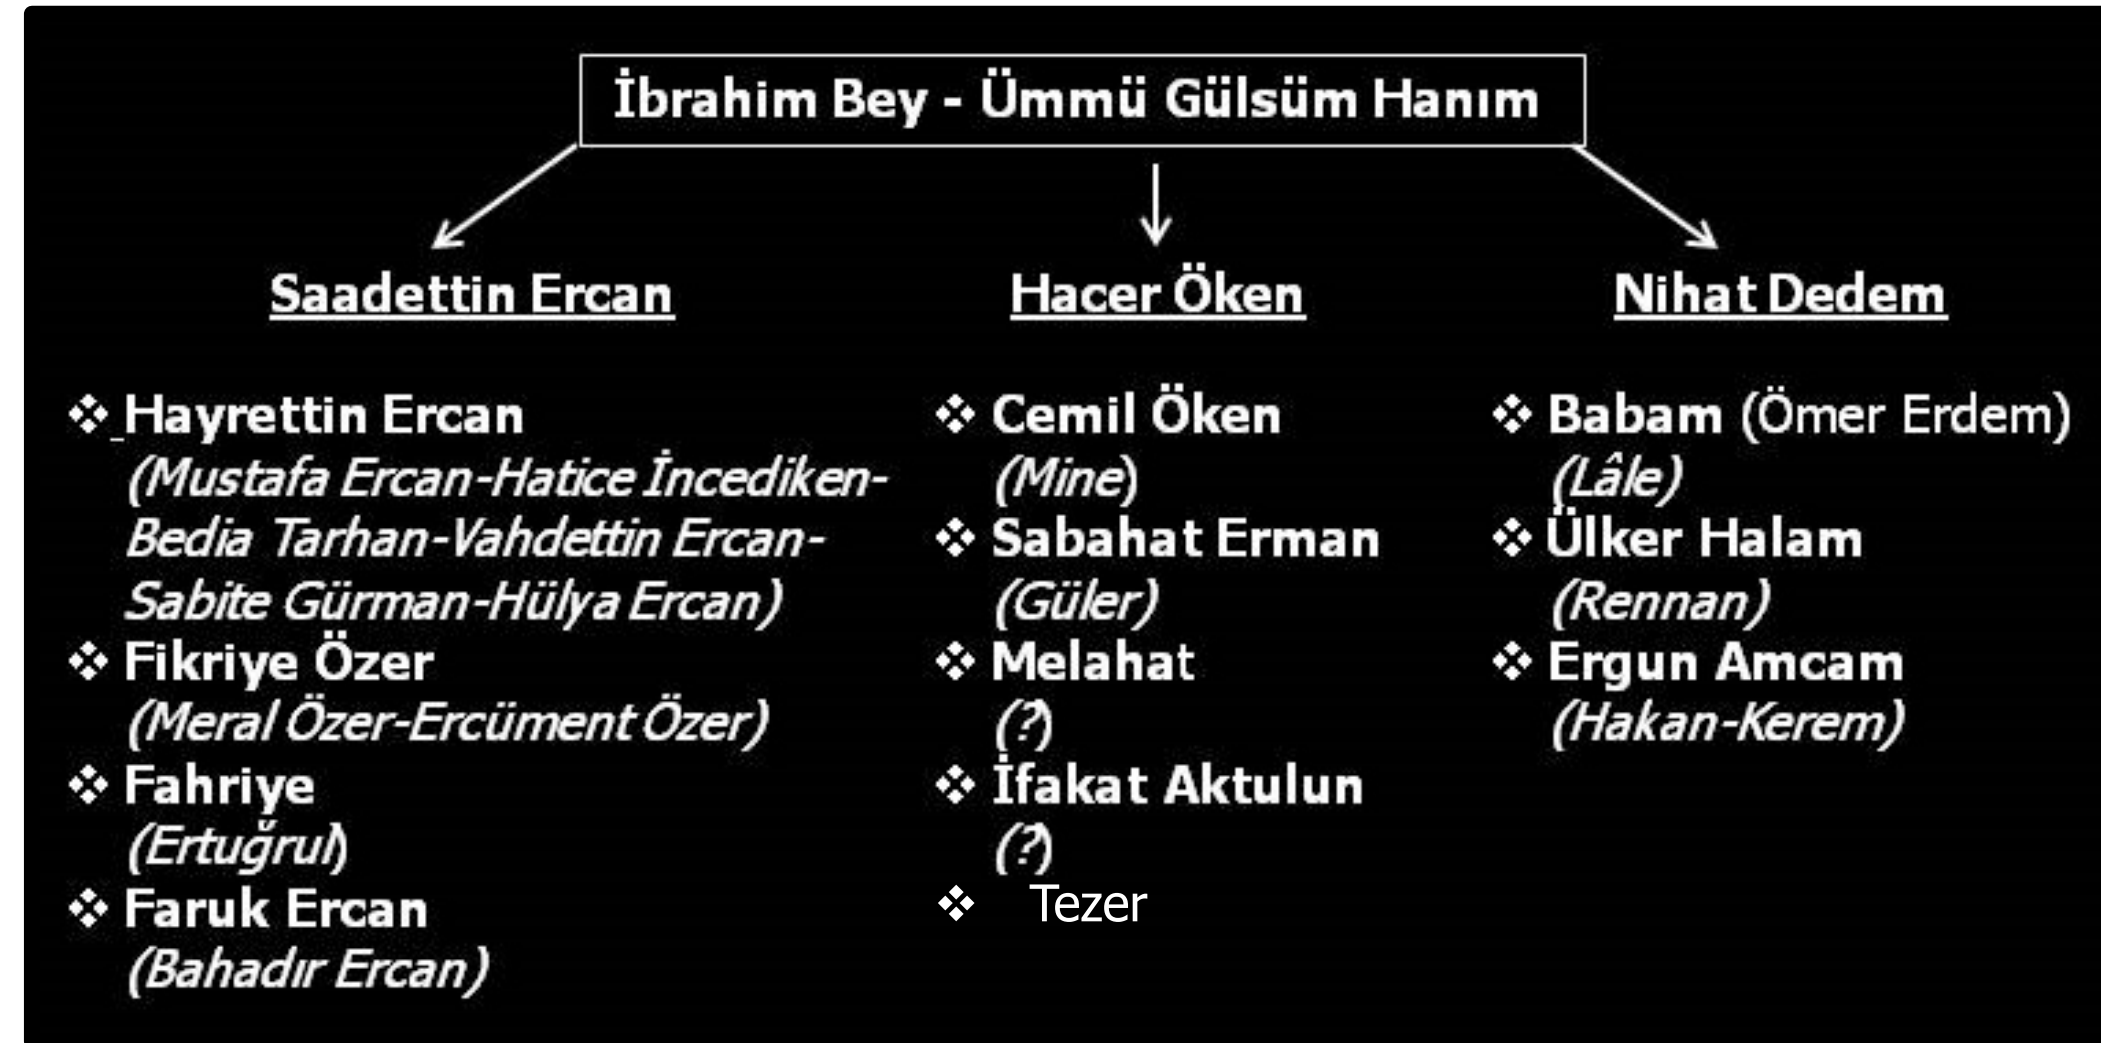 İbrahim Bey - Ümmü Gülsüm Hanım
Saadettin Ercan
❖ Hayrettin Ercan
(Mustafa Ercan-Hatice İncediken-
Bedia Tarhan-Vahdettin Ercan-
Sabite Gürman-Hülya Ercan)
❖ Fikriye Özer
(Meral Özer-Ercüment Özer)
❖ Fahriye
(Ertuğrul)
❖ Faruk Ercan
(Bahadır Ercan)
Hacer Öken
❖ Cemil Öken
(Mine)
❖ Sabahat Erman
(Güler)
❖ Melahat
(?)
❖ İfakat Aktulun
(?)
❖ Tezer
Nihat Dedem
❖ Babam (Ömer Erdem)
(Lâle)
❖ Ülker Halam
(Rennan)
❖ Ergun Amcam
(Hakan-Kerem)